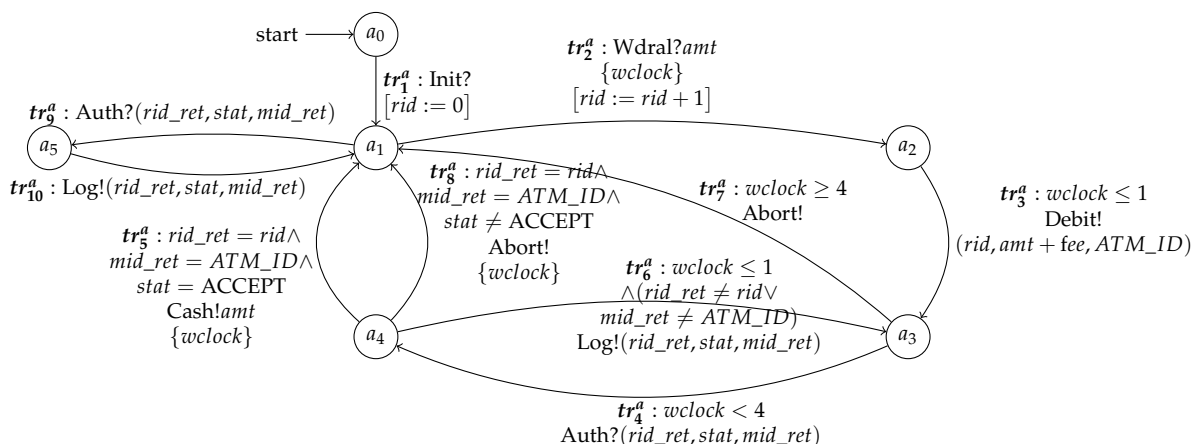 start
a₀
tr₁ᵃ : Init?
[rid := 0]
tr₂ᵃ : Wdral?amt
{wclock}
[rid := rid + 1]
tr₉ᵃ : Auth?(rid_ret, stat, mid_ret)
a₅
a₁
a₂
tr₁₀ᵃ : Log!(rid_ret, stat, mid_ret)
tr₈ᵃ : rid_ret = rid∧
mid_ret = ATM_ID∧
stat ≠ ACCEPT
Abort!
{wclock}
tr₇ᵃ : wclock ≥ 4
Abort!
tr₃ᵃ : wclock ≤ 1
Debit!
(rid, amt + fee, ATM_ID)
tr₅ᵃ : rid_ret = rid∧
mid_ret = ATM_ID∧
stat = ACCEPT
Cash!amt
{wclock}
tr₆ᵃ : wclock ≤ 1
∧(rid_ret ≠ rid∨
mid_ret ≠ ATM_ID)
Log!(rid_ret, stat, mid_ret)
a₄
a₃
tr₄ᵃ : wclock < 4
Auth?(rid_ret, stat, mid_ret)